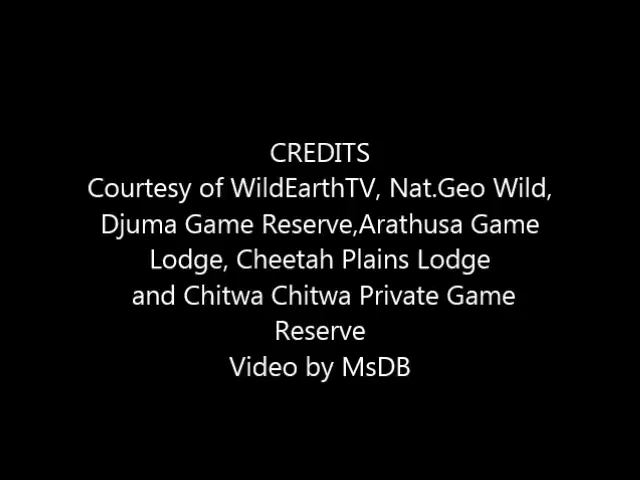 CREDITS
Courtesy of WildEarthTV, Nat.Geo Wild,
Djuma Game Reserve,Arathusa Game
Lodge, Cheetah Plains Lodge
and Chitwa Chitwa Private Game
Reserve
Video by MsDB